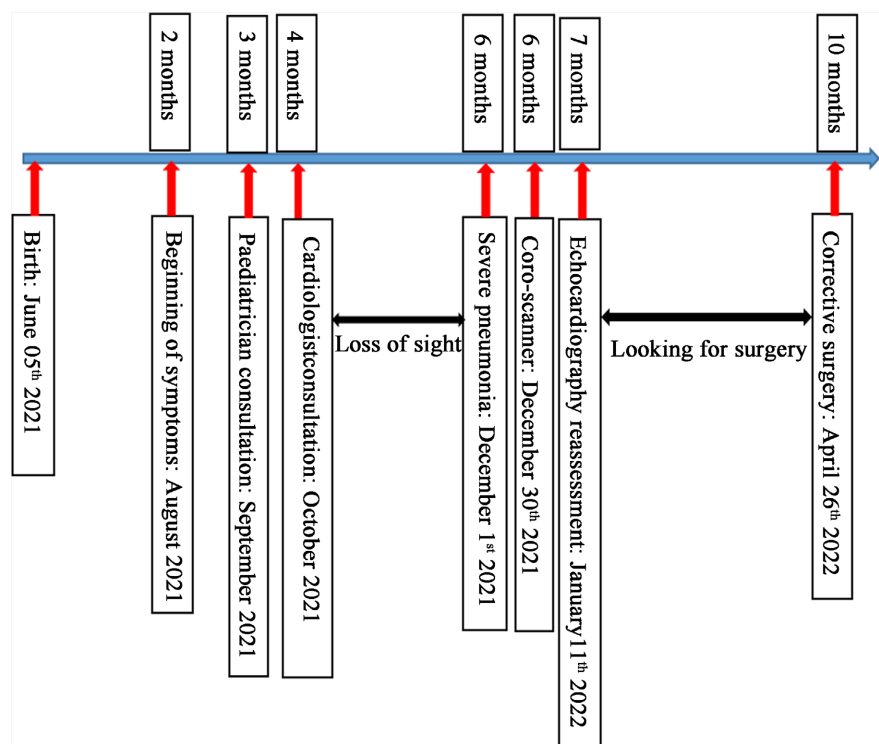 2 months
3 months
4 months
6 months
6 months
7 months
10 months
Birth: June 05th 2021
Beginning of symptoms: August 2021
Paediatrician consultation: September 2021
Cardiologistconsultation: October 2021
Loss of sight
Severe pneumonia: December 1st 2021
Coro-scanner: December 30th 2021
Echocardiography reassessment: January11th 2022
Looking for surgery
Corrective surgery: April 26th 2022